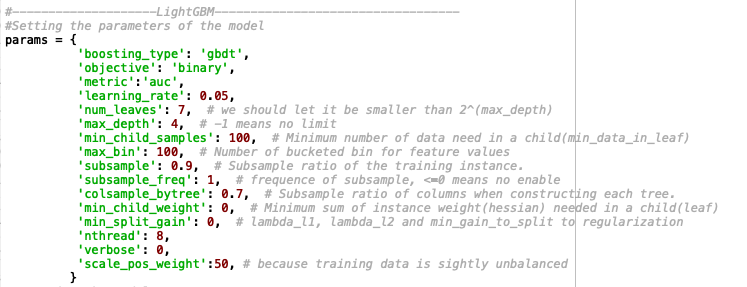 #-------------------LightGBM---------------------------------
#Setting the parameters of the model
params = {
'boosting_type': 'gbdt',
'objective': 'binary',
'metric':'auc',
'learning_rate': 0.05,
'num_leaves': 7,  # we should let it be smaller than 2^(max_depth)
'max_depth': 4,  # -1 means no limit
'min_child_samples': 100,  # Minimum number of data need in a child(min_data_in_leaf)
'max_bin': 100,  # Number of bucketed bin for feature values
'subsample': 0.9,  # Subsample ratio of the training instance.
'subsample_freq': 1,  # frequence of subsample, <=0 means no enable
'colsample_bytree': 0.7,  # Subsample ratio of columns when constructing each tree.
'min_child_weight': 0,  # Minimum sum of instance weight(hessian) needed in a child(leaf)
'min_split_gain': 0,  # lambda_l1, lambda_l2 and min_gain_to_split to regularization
'nthread': 8,
'verbose': 0,
'scale_pos_weight':50, # because training data is sightly unbalanced
}